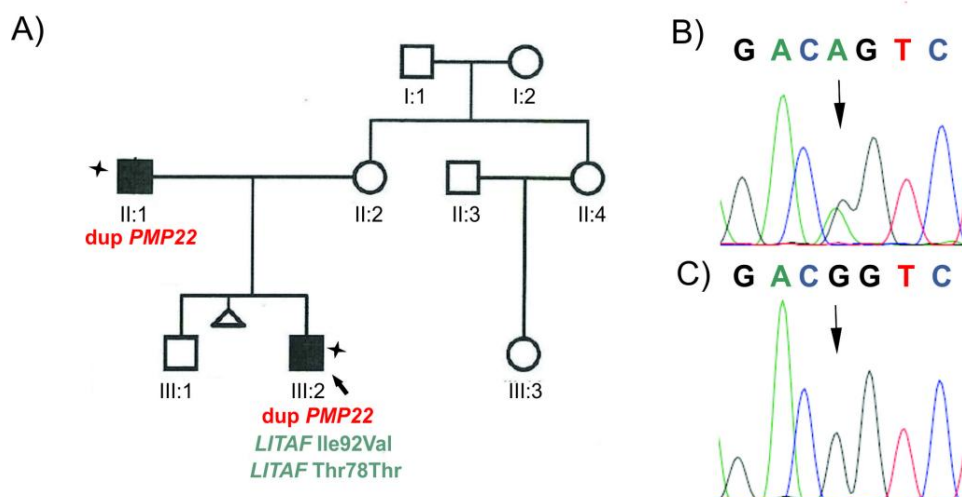 A)
I:1 I:2
II:1 II:2 II:3 II:4
dup PMP22
III:1 III:2 III:3
dup PMP22
LITAF Ile92Val
LITAF Thr78Thr
B)
G A C A G T C
C)
G A C G G T C